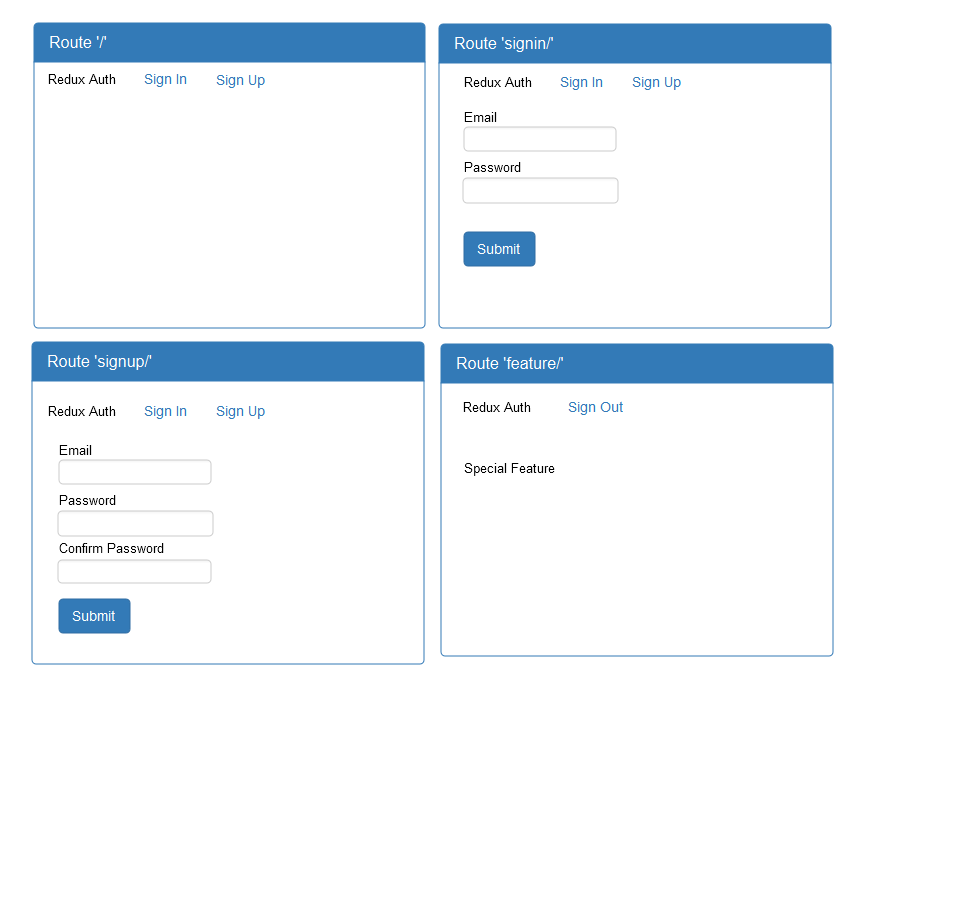 Route '/'
Redux Auth Sign In Sign Up
Route 'signin/'
Redux Auth Sign In Sign Up
Email
Password
Submit
Route 'signup/'
Redux Auth Sign In Sign Up
Email
Password
Confirm Password
Submit
Route 'feature/'
Redux Auth Sign Out
Special Feature